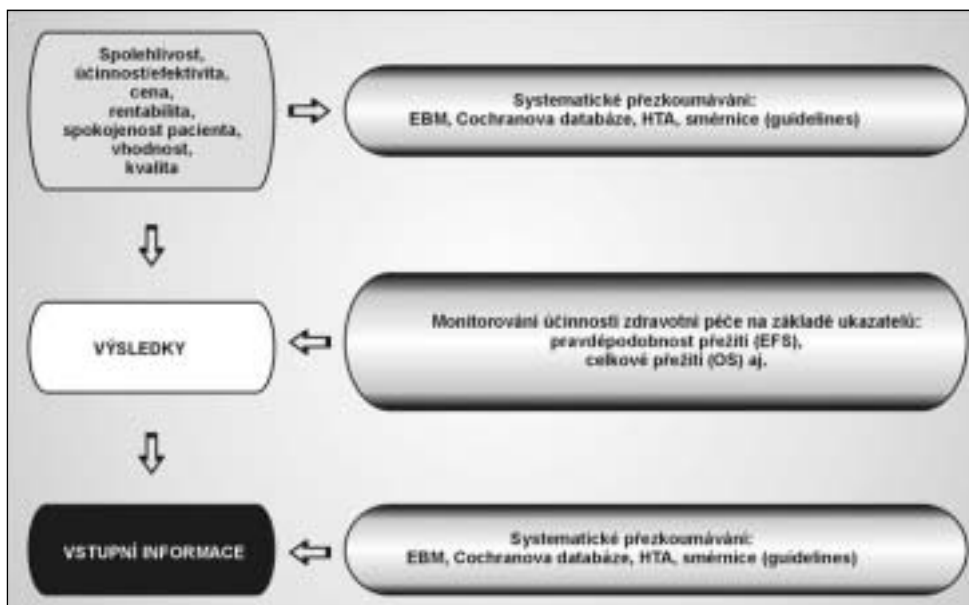 Spolehlivost,
účinnost/efektivita,
cena,
rentabilita,
spokojenost pacienta,
vhodnost,
kvalita
Systematické přezkoumávání:
EBM, Cochranova databáze, HTA, směrnice (guidelines)
VÝSLEDKY
Monitorování účinnosti zdravotní péče na základě ukazatelů:
pravděpodobnost přežití (EFS),
celkové přežití (OS) aj.
VSTUPNÍ INFORMACE
Systematické přezkoumávání:
EBM, Cochranova databáze, HTA, směrnice (guidelines)